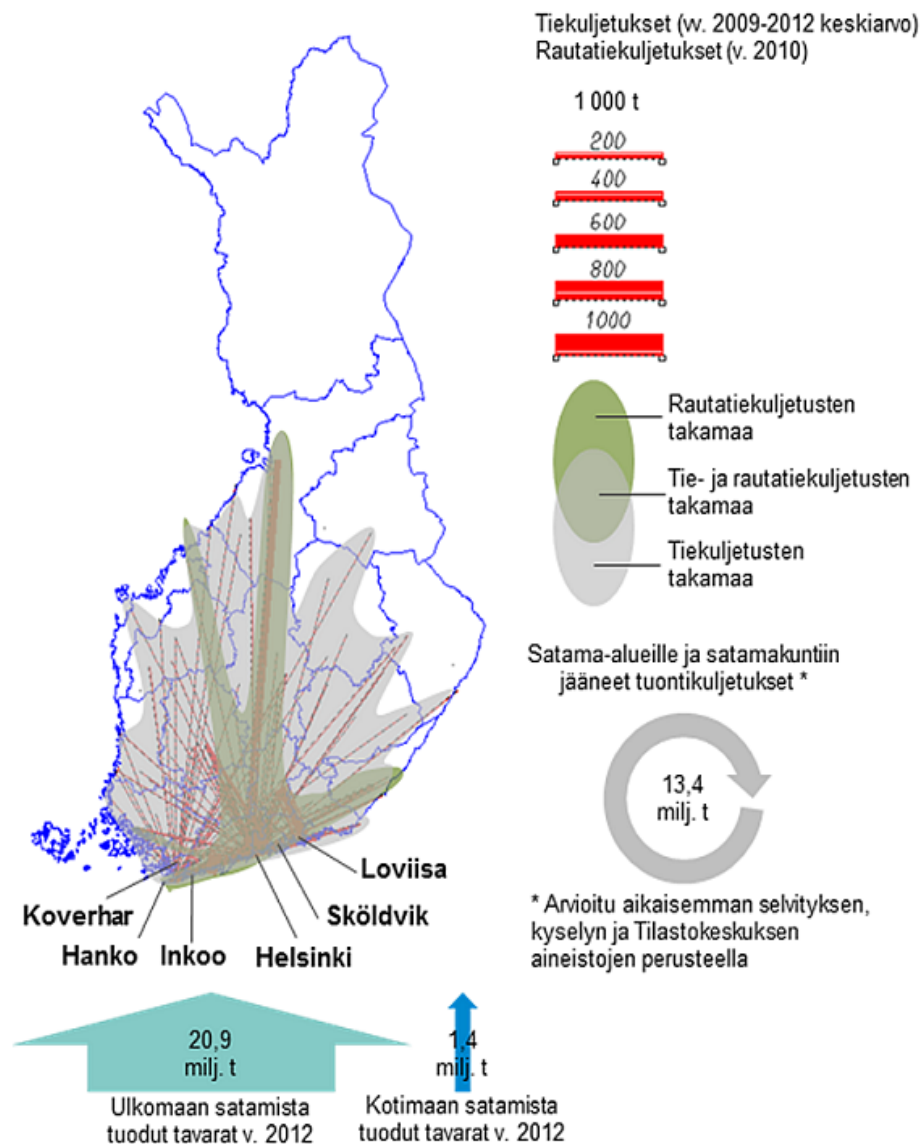 Tiekuljetukset (vv. 2009-2012 keskiarvo)
Rautatiekuljetukset (v. 2010)
1 000 t
200
400
600
800
1000
Rautatiekuljetusten
takamaa
Tie- ja rautatiekuljetusten
takamaa
Tiekuljetusten
takamaa
Satama-alueille ja satamakuntiin
jääneet tuontikuljetukset *
13,4
milj. t
* Arvioitu aikaisemman selvityksen,
kyselyn ja Tilastokeskuksen
aineistojen perusteella
Loviisa
Koverhar
Sköldvik
Hanko
Inkoo
Helsinki
20,9
milj. t
Ulkomaan satamista
tuodut tavarat v. 2012
1,4
milj. t
Kotimaan satamista
tuodut tavarat v. 2012